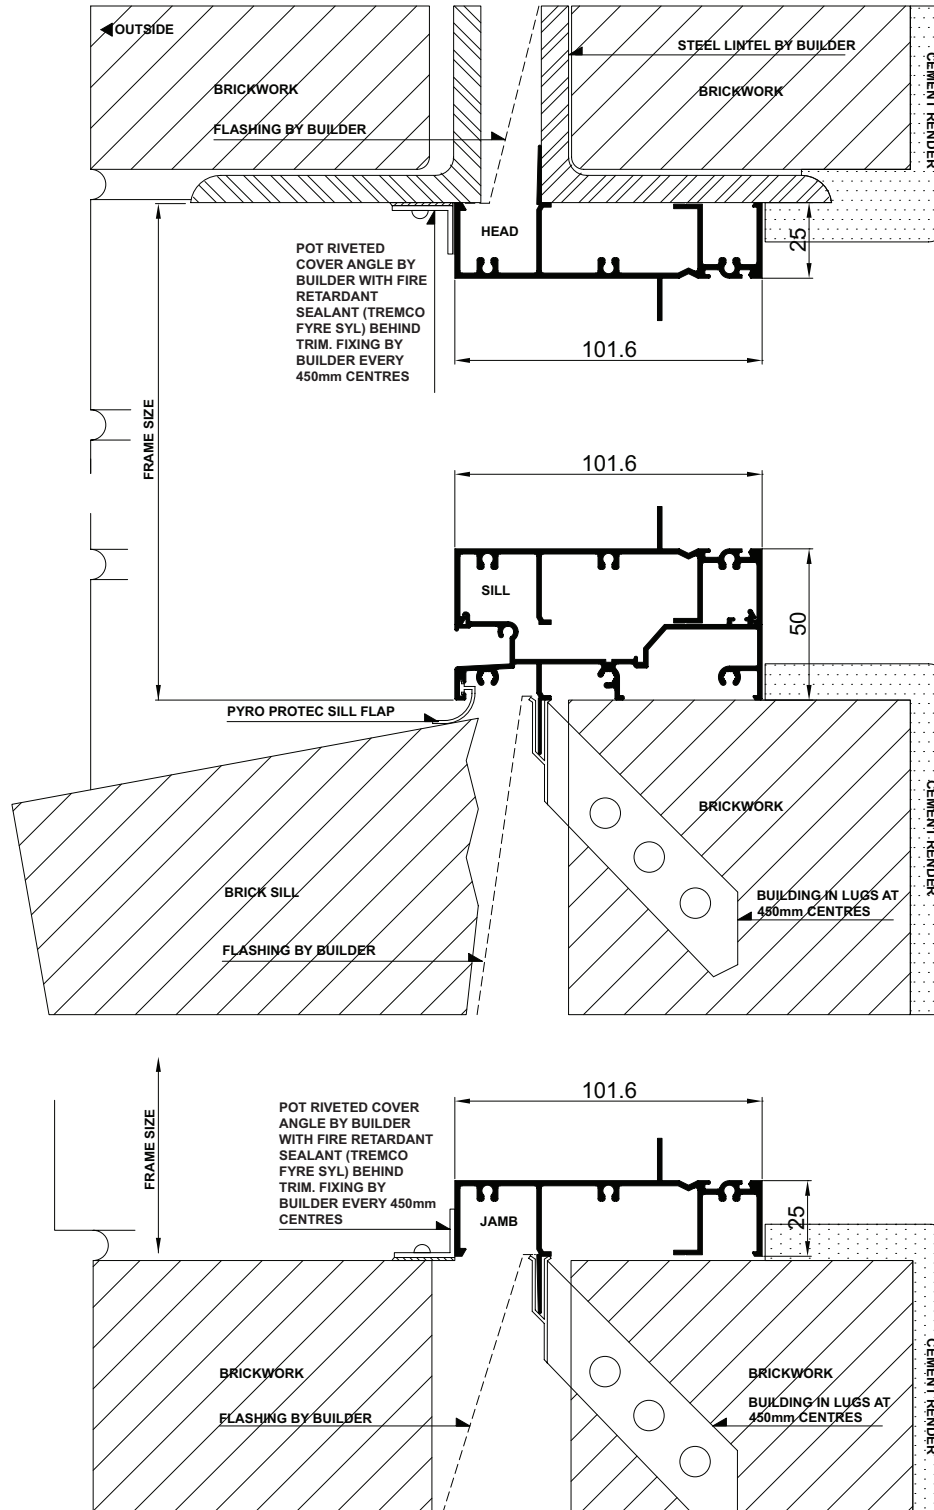 OUTSIDE
STEEL LINTEL BY BUILDER
CEMENT RENDER
BRICKWORK
BRICKWORK
FLASHING BY BUILDER
HEAD
25
POT RIVETED
COVER ANGLE BY
BUILDER WITH FIRE
RETARDANT
SEALANT (TREMCO
FYRE SYL) BEHIND
TRIM. FIXING BY
BUILDER EVERY
450mm CENTRES
101.6
FRAME SIZE
101.6
SILL
50
PYRO PROTEC SILL FLAP
BRICKWORK
CEMENT RENDER
BRICK SILL
BUILDING IN LUGS AT
450mm CENTRES
FLASHING BY BUILDER
101.6
FRAME SIZE
POT RIVETED COVER
ANGLE BY BUILDER
WITH FIRE RETARDANT
SEALANT (TREMCO
FYRE SYL) BEHIND
TRIM. FIXING BY
BUILDER EVERY 450mm
CENTRES
JAMB
25
BRICKWORK
BRICKWORK
CEMENT RENDER
BUILDING IN LUGS AT
450mm CENTRES
FLASHING BY BUILDER